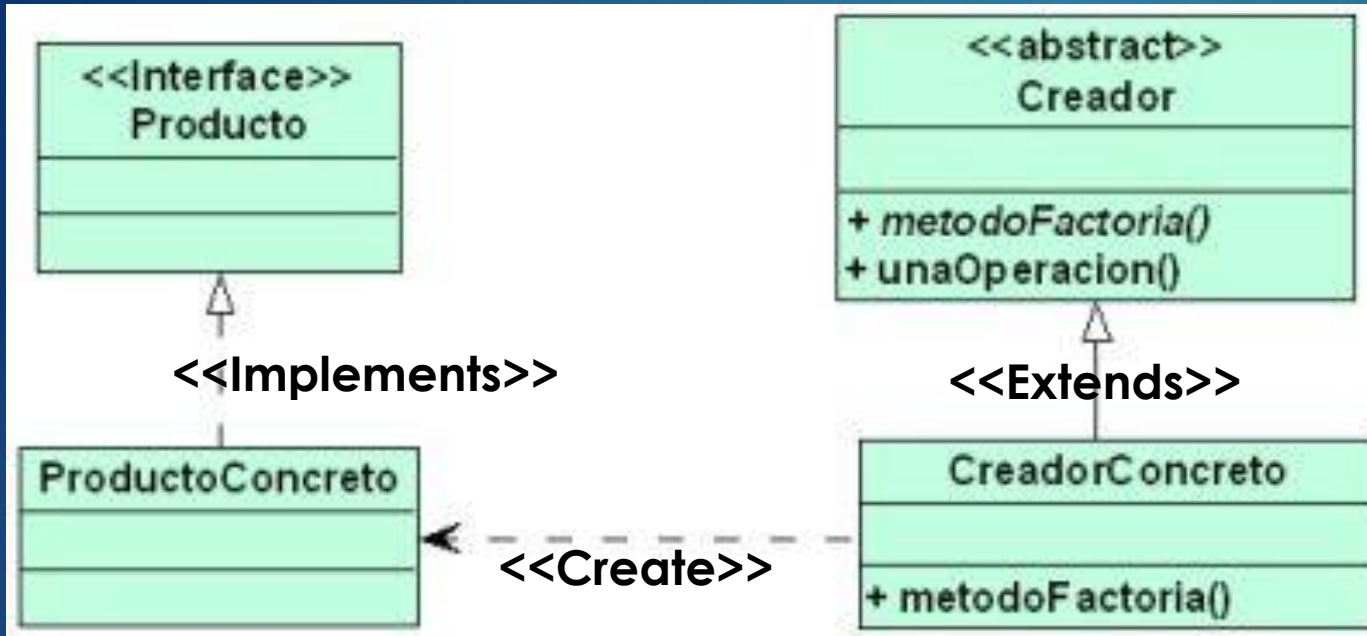 <<Interface>>
Producto
<<abstract>>
Creador
+ metodoFactoria()
+ unaOperacion()
<<Implements>>
<<Extends>>
ProductoConcreto
CreadorConcreto
<<Create>>
+ metodoFactoria()